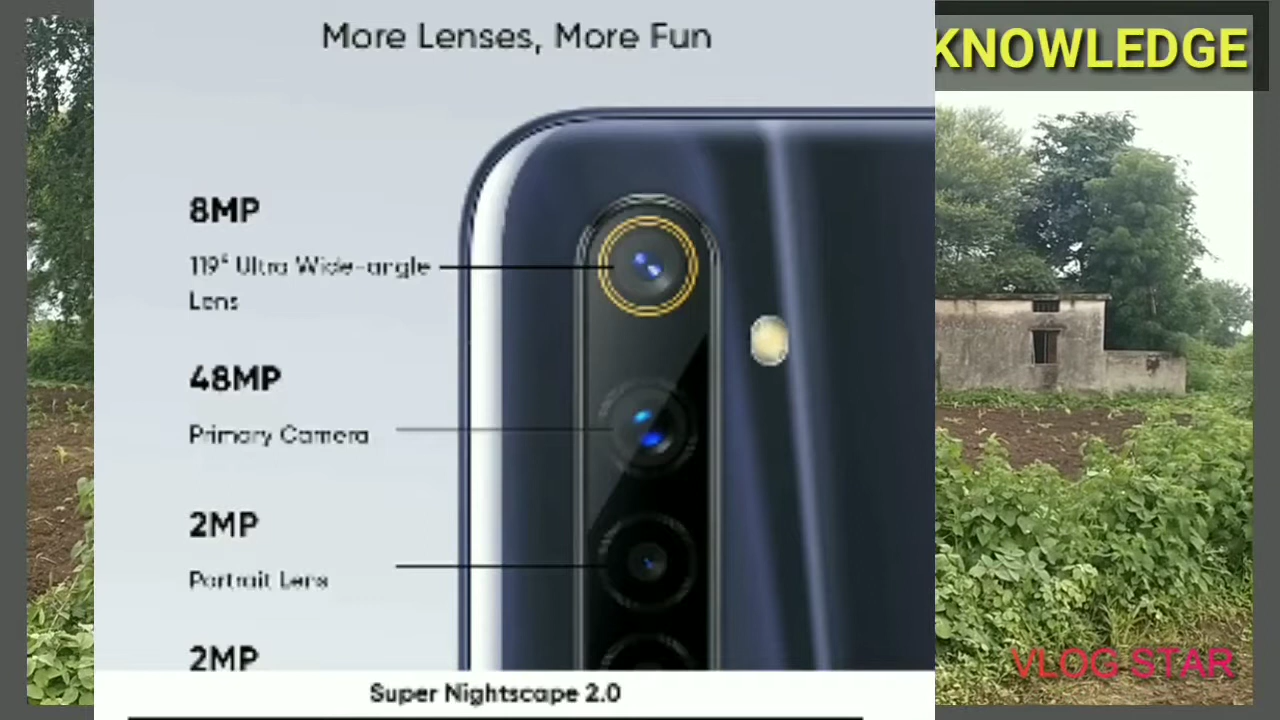 More Lenses, More Fun
KNOWLEDGE
8MP
119° Ultra Wide-angle
Lens
48MP
Primary Camera
2MP
Portrait Lens
2MP
VLOG STAR
Super Nightscape 2.0